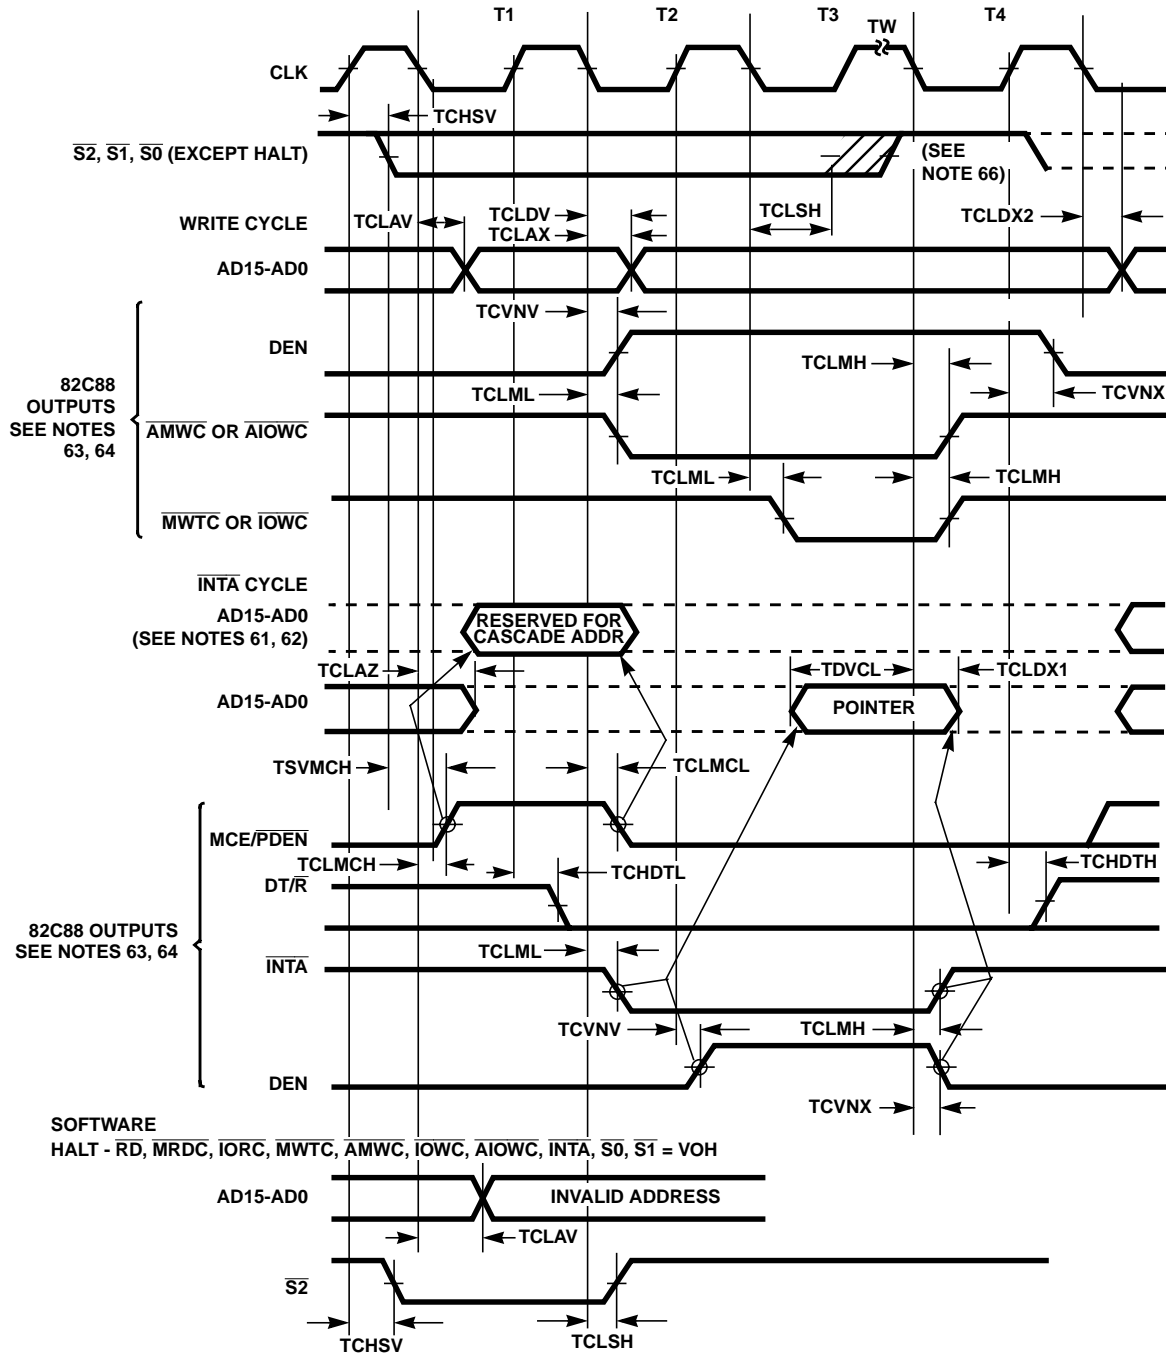 T1 T2 T3 T4
TW
CLK
TCHSV
S2, S1, S0 (EXCEPT HALT)
(SEE
NOTE 66)
TCLDV
TCLAX
TCLSH
TCLDX2
WRITE CYCLE
TCLAV
AD15-AD0
TCVNV
DEN
TCLMH
TCVNX
82C88
OUTPUTS
SEE NOTES
63, 64
TCLML
AMWC OR AIOWC
TCLML
TCLMH
MWTC OR IOWC
INTA CYCLE
AD15-AD0
(SEE NOTES 61, 62)
RESERVED FOR
CASCADE ADDR
TCLAZ
TDVCL
TCLDX1
AD15-AD0
POINTER
TSVMCH
TCLMCL
MCE/PDEN
TCLMCH
TCHDTL
TCHDTH
DT/R
82C88 OUTPUTS
SEE NOTES 63, 64
TCLML
INTA
TCVNV
TCLMH
DEN
TCVNX
SOFTWARE
HALT - RD, MRDC, IORC, MWTC, AMWC, IOWC, AIOWC, INTA, S0, S1 = VOH
AD15-AD0
INVALID ADDRESS
TCLAV
S2
TCHSV
TCLSH